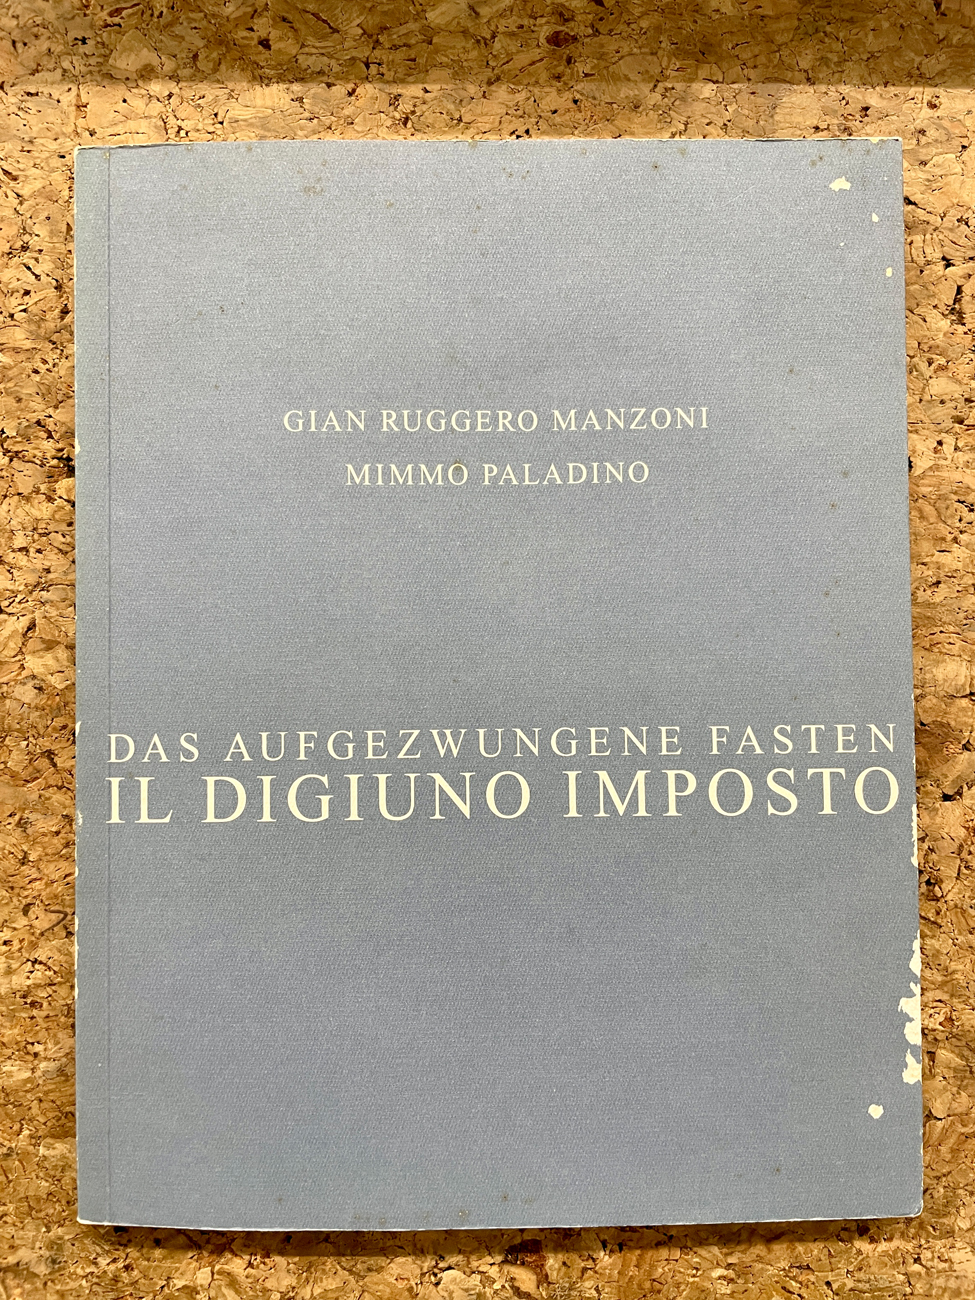 GIAN RUGGERO MANZONI
MIMMO PALADINO
DAS AUFGEZWUNGENE FASTEN
IL DIGIUNO IMPOSTO